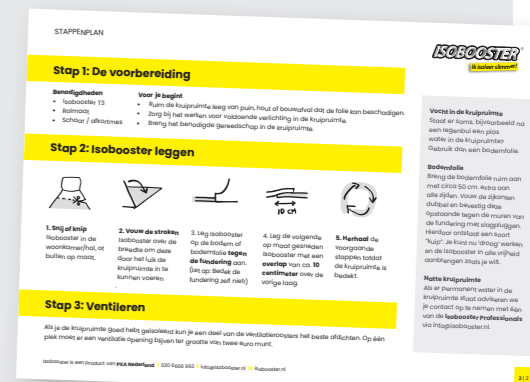 STAPPENPLAN
ISOBOOSTER
ik isoleer slimmer!
Stap 1: De voorbereiding
Benodigdheden
• Isobooster T3
• Rolmaat
• Schaar / afkortmes
Voor je begint
• Ruim de kruipruimte leeg van puin, hout of bouwafval dat de folie kan beschadigen.
• Zorg bij het werken voor voldoende verlichting in de kruipruimte.
• Breng het benodigde gereedschap in de kruipruimte.
Stap 2: Isobooster leggen
10 CM
1. Snij of knip
Isobooster in de
woonkamer/hal, of
buiten op maat.
2. Vouw de stroken
Isobooster over de
breedte om deze
door het luik de
kruipruimte in te
kunnen voeren
.
3. Leg Isobooster
op de bodem of
bodemfolie tegen
de fundering aan.
(Let op: Bedek de
fundering zelf niet!)
4. Leg de volgende
op maat gesneden
Isobooster met een
overlap van ca. 10
centimeter over de
vorige laag.
5. Herhaal de
voorgaande
stappen totdat
de kruipruimte is
bedekt.
Stap 3: Ventileren
Als je de kruipruimte goed hebt geïsoleerd kun je een deel van de ventilatieroosters het beste afdichten. Op één
plek moet er een ventilatie opening blijven ter grootte van twee euro munt.
Isobooster is een Product van PXA Nederland
info@isobooster.nl
isobooster.nl
Vocht in de kruipruimte
Staat er soms, bijvoorbeeld na
een regenbui een plas
water in de kruipruimte?
Gebruik dan een bodemfolie.
Bodemfolie
Breng de bodemfolie ruim aan
met circa 50 cm. extra aan
alle zijden. Vouw de zijkanten
dubbel en bevestig deze
opstaande tegen de muren van
de fundering met slagpluggen.
Hierdoor ontstaat een soort
"kuip". Je kunt nu 'droog' werken
en de Isobooster in alle vrijheid
aanbrengen zoals je wilt.
Natte kruipruimte
Als er permanent water in de
kruipruimte staat adviseren we
je contact op te nemen met één
van de Isobooster Professionals
via info@isobooster.nl.
2 | 2